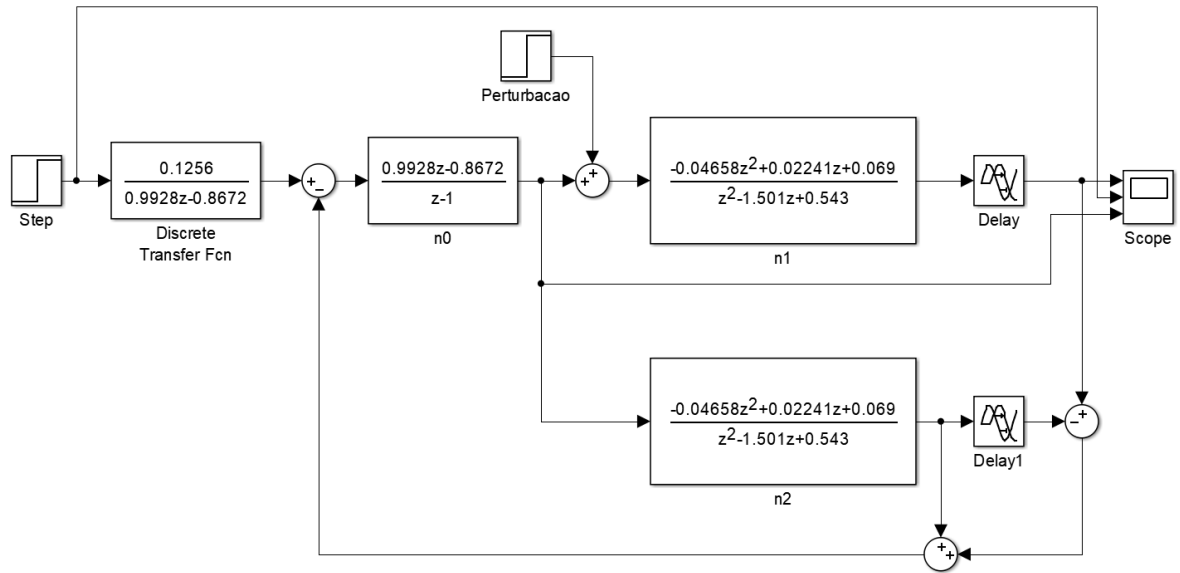 Perturbacao
Step
0.1256
0.9928z-0.8672
Discrete
Transfer Fcn
+
−
0.9928z-0.8672
z-1
n0
+
+
-0.04658z²+0.02241z+0.069
z²-1.501z+0.543
n1
Delay
Scope
-0.04658z²+0.02241z+0.069
z²-1.501z+0.543
n2
Delay1
+
−
+
+